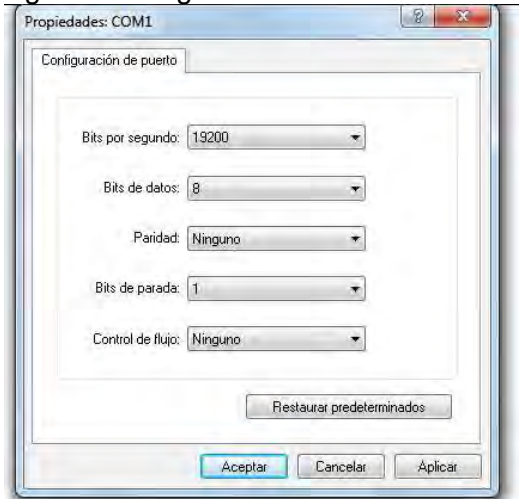 Propiedades: COM1
Configuración de puerto
Bits por segundo: 19200
Bits de datos: 8
Paridad: Ninguno
Bits de parada: 1
Control de flujo: Ninguno
Restaurar predeterminados
Aceptar Cancelar Aplicar